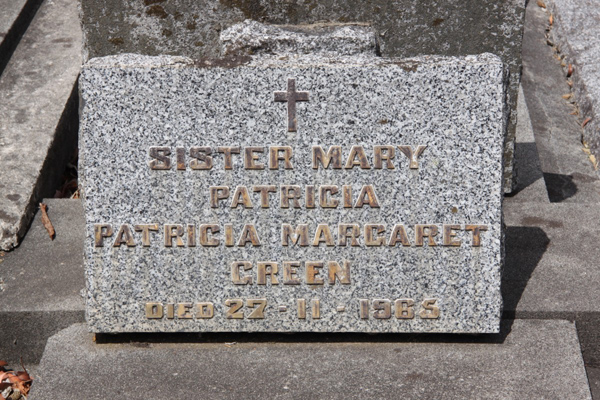 SISTER MARY
PATRICIA
PATRICIA MARGARET
GREEN
DIED 27 - 11 - 1965